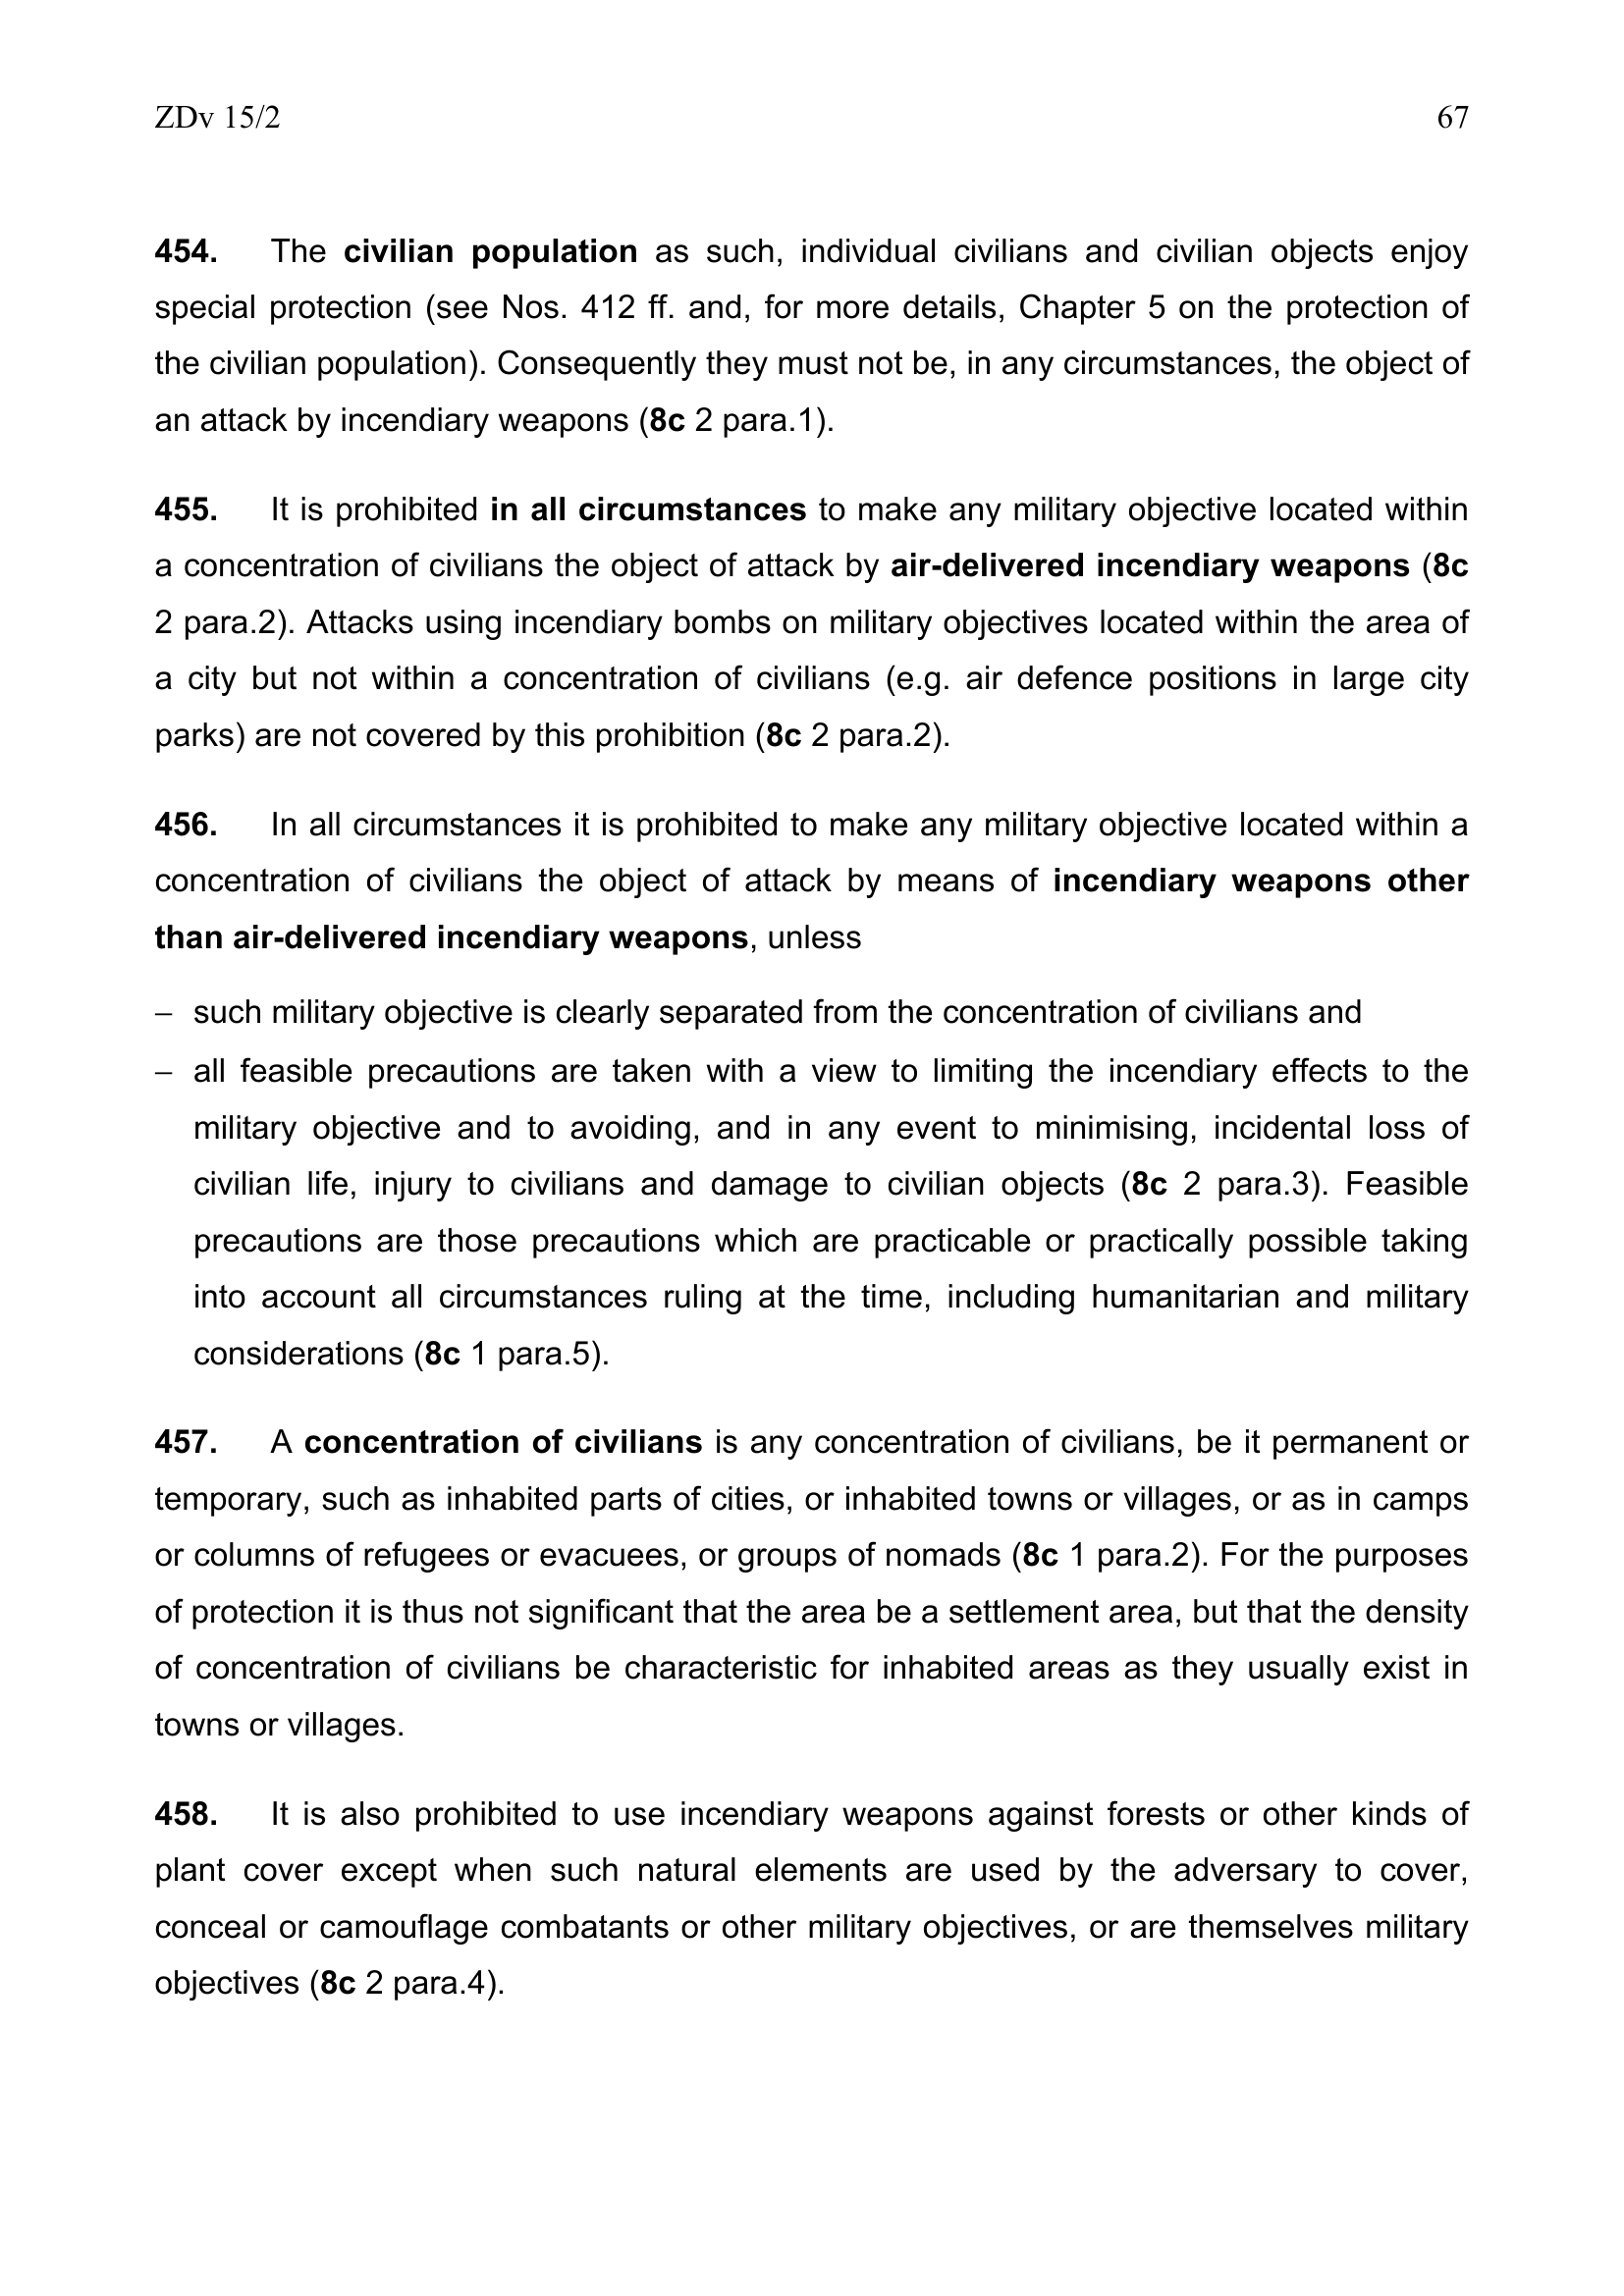 ZDv 15/2 67
454. The civilian population as such, individual civilians and civilian objects enjoy
special protection (see Nos. 412 ff. and, for more details, Chapter 5 on the protection of
the civilian population). Consequently they must not be, in any circumstances, the object of
an attack by incendiary weapons (8c 2 para.1).
455. It is prohibited in all circumstances to make any military objective located within
a concentration of civilians the object of attack by air-delivered incendiary weapons (8c
2 para.2). Attacks using incendiary bombs on military objectives located within the area of
a city but not within a concentration of civilians (e.g. air defence positions in large city
parks) are not covered by this prohibition (8c 2 para.2).
456. In all circumstances it is prohibited to make any military objective located within a
concentration of civilians the object of attack by means of incendiary weapons other
than air-delivered incendiary weapons, unless
– such military objective is clearly separated from the concentration of civilians and
– all feasible precautions are taken with a view to limiting the incendiary effects to the
military objective and to avoiding, and in any event to minimising, incidental loss of
civilian life, injury to civilians and damage to civilian objects (8c 2 para.3). Feasible
precautions are those precautions which are practicable or practically possible taking
into account all circumstances ruling at the time, including humanitarian and military
considerations (8c 1 para.5).
457. A concentration of civilians is any concentration of civilians, be it permanent or
temporary, such as inhabited parts of cities, or inhabited towns or villages, or as in camps
or columns of refugees or evacuees, or groups of nomads (8c 1 para.2). For the purposes
of protection it is thus not significant that the area be a settlement area, but that the density
of concentration of civilians be characteristic for inhabited areas as they usually exist in
towns or villages.
458. It is also prohibited to use incendiary weapons against forests or other kinds of
plant cover except when such natural elements are used by the adversary to cover,
conceal or camouflage combatants or other military objectives, or are themselves military
objectives (8c 2 para.4).